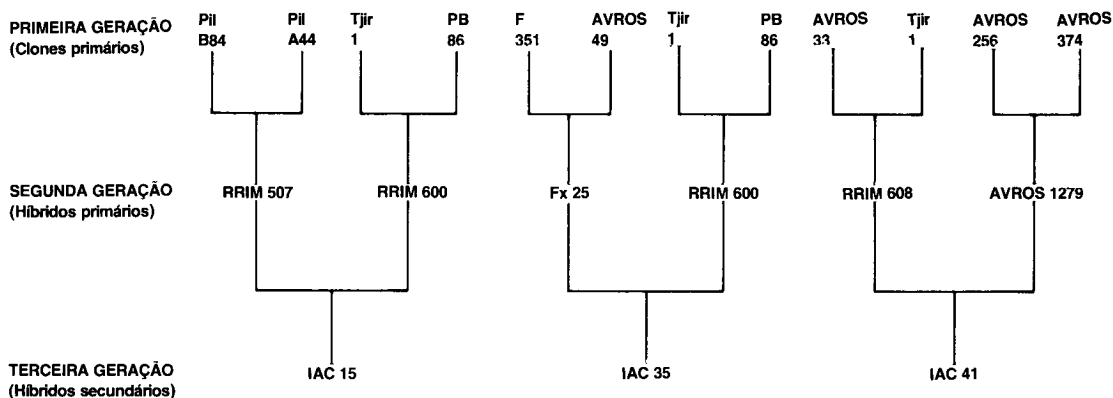 PRIMEIRA GERAÇÃO
(Clones primários)
Pil Pil Tjir PB F AVROS Tjir PB AVROS Tjir AVROS AVROS
B84 A44 1 86 351 49 1 86 33 1 256 374
SEGUNDA GERAÇÃO
(Híbridos primários)
RRIM 507 RRIM 600 Fx 25 RRIM 600 RRIM 608 AVROS 1279
TERCEIRA GERAÇÃO
(Híbridos secundários)
IAC 15 IAC 35 IAC 41